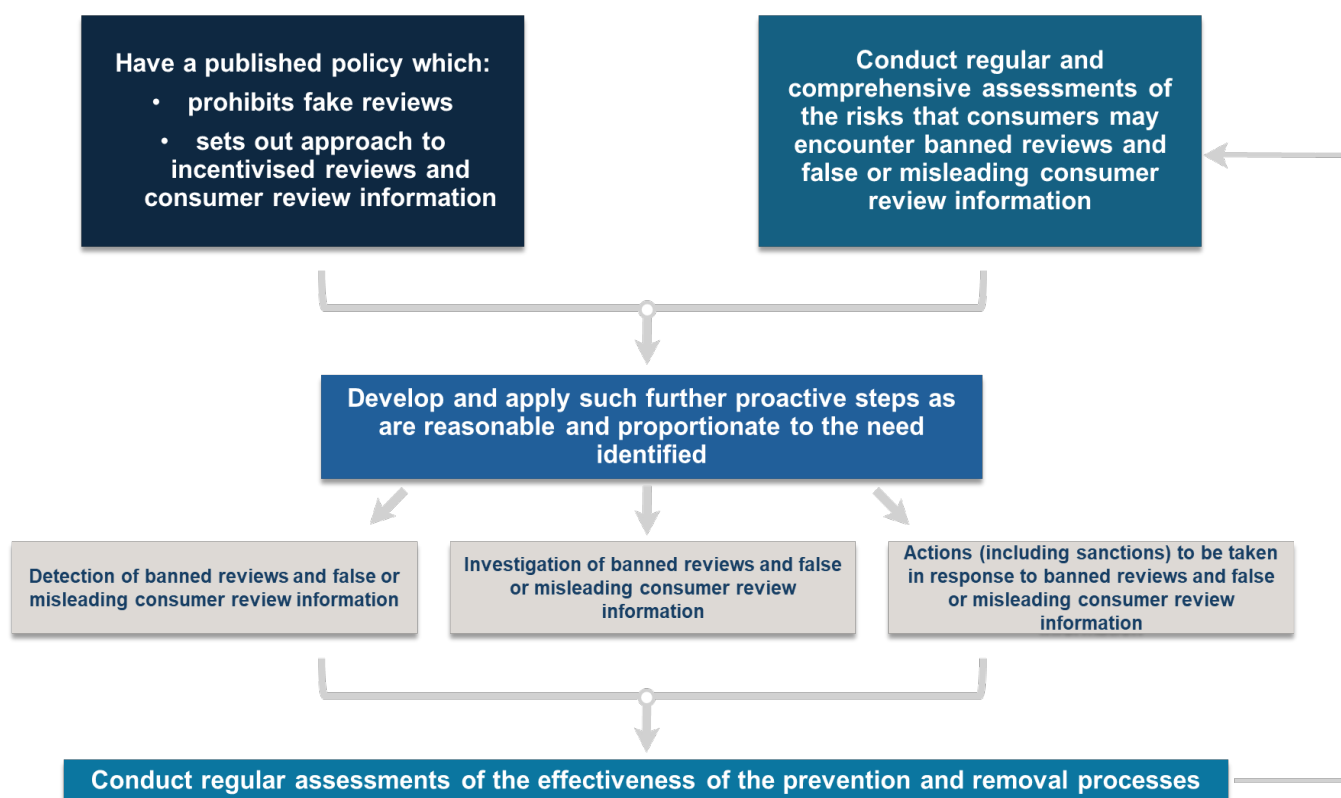 Have a published policy which:
• prohibits fake reviews
• sets out approach to
incentivised reviews and
consumer review information
Conduct regular and
comprehensive assessments of
the risks that consumers may
encounter banned reviews and
false or misleading consumer
review information
Develop and apply such further proactive steps as
are reasonable and proportionate to the need
identified
Detection of banned reviews and false or
misleading consumer review information
Investigation of banned reviews and false
or misleading consumer review
information
Actions (including sanctions) to be taken
in response to banned reviews and false
or misleading consumer review
information
Conduct regular assessments of the effectiveness of the prevention and removal processes